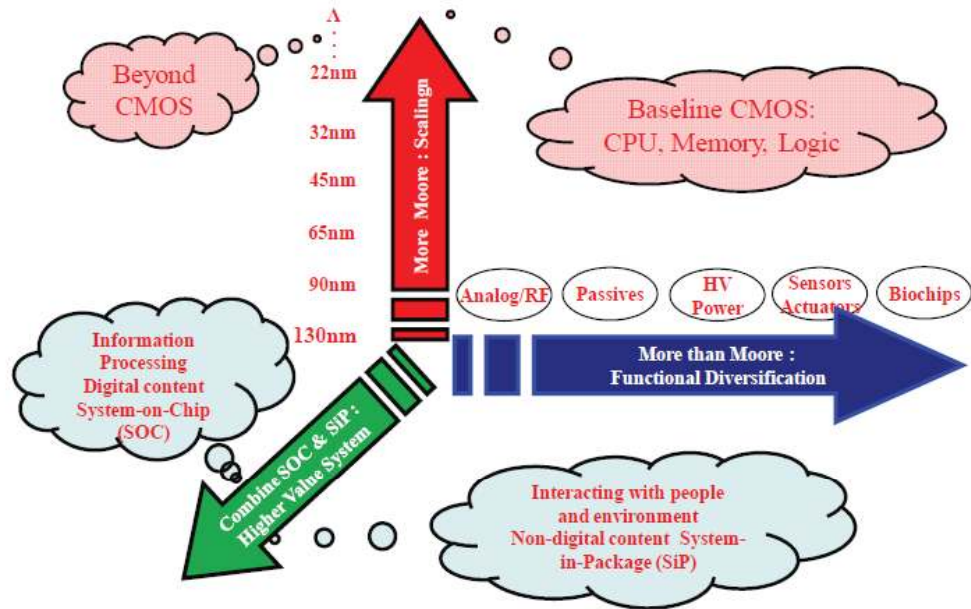 Λ
22nm
32nm
45nm
65nm
90nm
130nm
Beyond
CMOS
More Moore : Scalingn
Baseline CMOS:
CPU, Memory, Logic
Analog/RF
Passives
HV
Power
Sensors
Actuators
Biochips
More than Moore :
Functional Diversification
Information
Processing
Digital content
System-on-Chip
(SOC)
Combine SOC & SiP :
Higher Value System
Interacting with people
and environment
Non-digital content System-
in-Package (SiP)